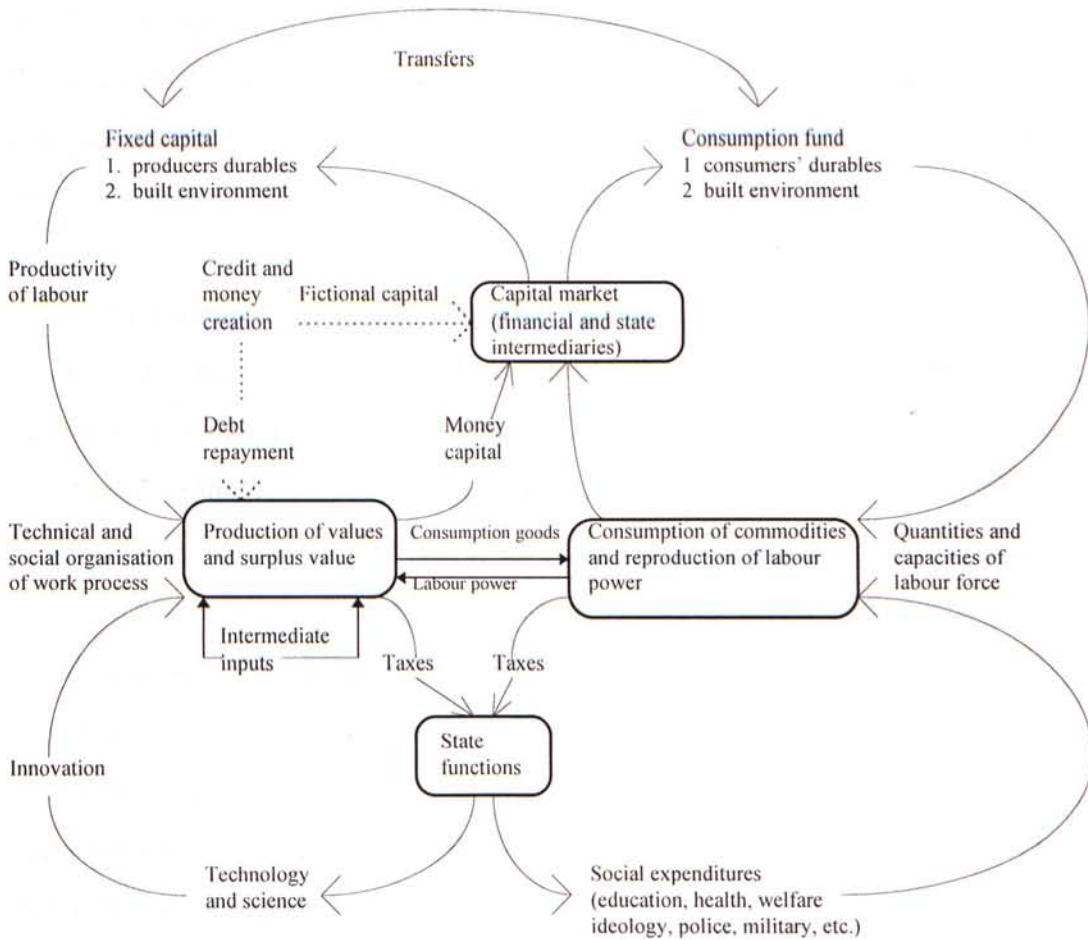 Transfers
Fixed capital
1. producers durables
2. built environment
Consumption fund
1 consumers' durables
2 built environment
Productivity
of labour
Credit and
money
creation
Fictional capital
Capital market
(financial and state
intermediaries)
Debt
repayment
Money
capital
Technical and
social organisation
of work process
Production of values
and surplus value
Consumption goods
Labour power
Consumption of commodities
and reproduction of labour
power
Quantities and
capacities of
labour force
Intermediate
inputs
Taxes
Taxes
State
functions
Innovation
Technology
and science
Social expenditures
(education, health, welfare
ideology, police, military, etc.)